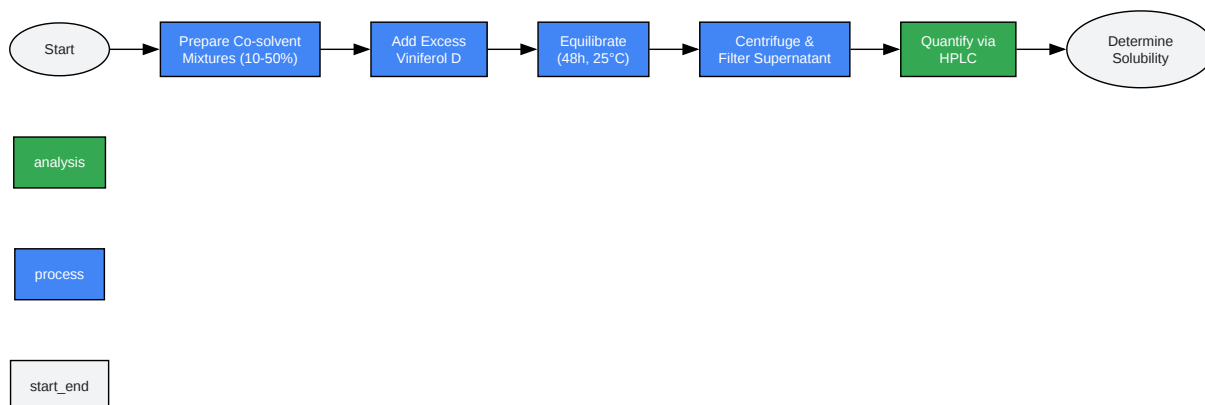 Start
Prepare Co-solvent
Mixtures (10-50%)
Add Excess
Viniferol D
Equilibrate
(48h, 25°C)
Centrifuge &
Filter Supernatant
Quantify via
HPLC
Determine
Solubility
analysis
process
start_end